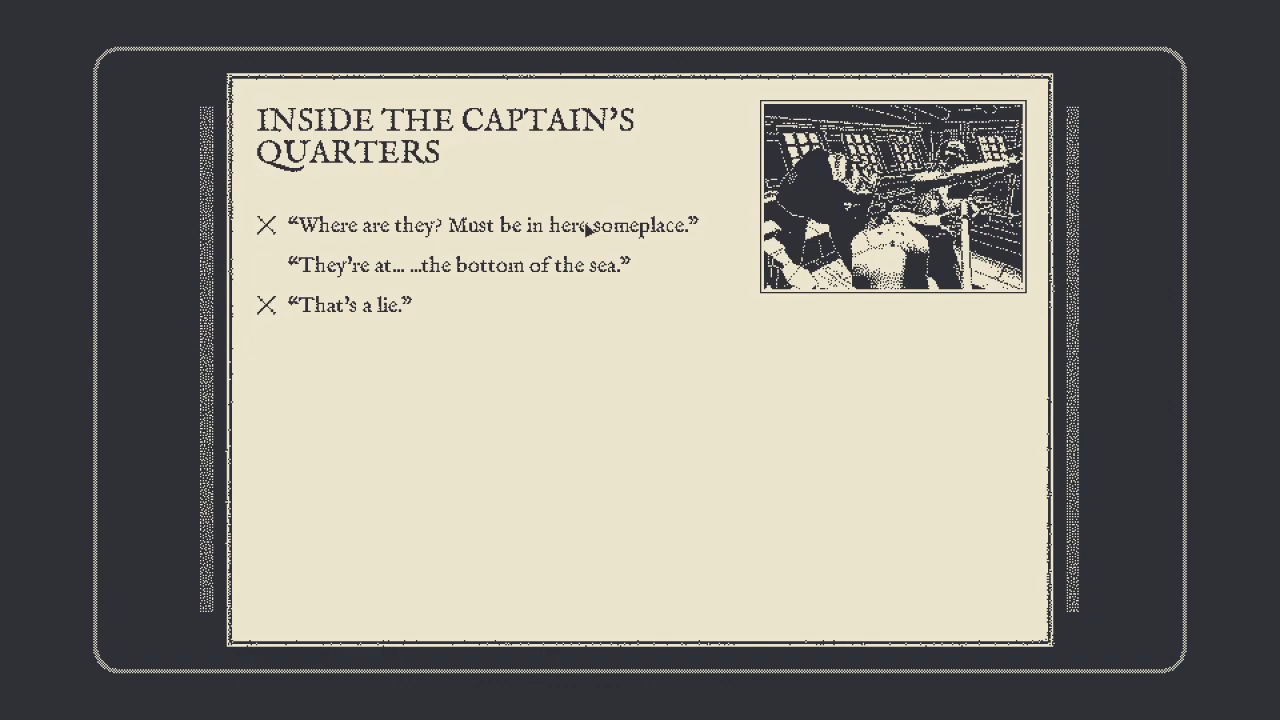 INSIDE THE CAPTAIN’S
QUARTERS
“Where are they? Must be in here someplace.”
“They’re at... ...the bottom of the sea.”
“That’s a lie.”